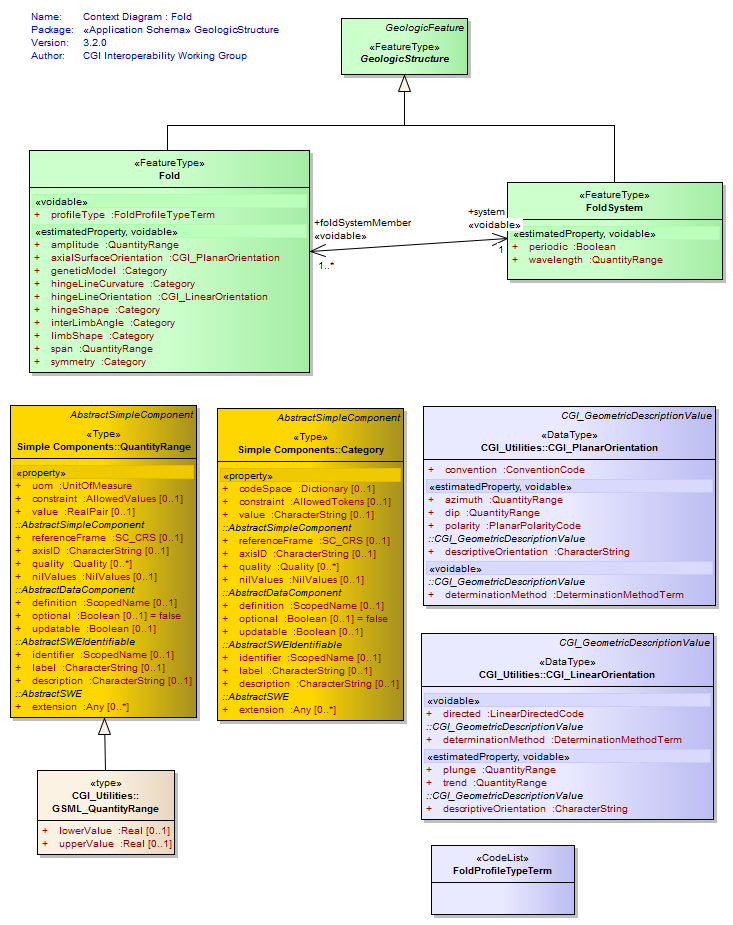 Name: Context Diagram : Fold
Package: «Application Schema» GeologicStructure
Version: 3.2.0
Author: CGI Interoperability Working Group
GeologicFeature
«FeatureType»
GeologicStructure
«FeatureType»
Fold
«voidable»
+ profileType :FoldProfileTypeTerm
«estimatedProperty, voidable»
+ amplitude :QuantityRange
+ axialSurfaceOrientation :CGI_PlanarOrientation
+ geneticModel :Category
+ hingeLineCurvature :Category
+ hingeLineOrientation :CGI_LinearOrientation
+ hingeShape :Category
+ interLimbAngle :Category
+ limbShape :Category
+ span :QuantityRange
+ symmetry :Category
+foldSystemMember
«voidable»
1..*
+system
«voidable»
1
«FeatureType»
FoldSystem
«estimatedProperty, voidable»
+ periodic :Boolean
+ wavelength :QuantityRange
AbstractSimpleComponent
«Type»
Simple Components::QuantityRange
«property»
+ uom :UnitOfMeasure
+ constraint :AllowedValues [0..1]
+ value :RealPair [0..1]
::AbstractSimpleComponent
+ referenceFrame :SC_CRS [0..1]
+ axisID :CharacterString [0..1]
+ quality :Quality [0..*]
+ nilValues :NilValues [0..1]
::AbstractDataComponent
+ definition :ScopedName [0..1]
+ optional :Boolean [0..1] = false
+ updatable :Boolean [0..1]
::AbstractSWEIdentifiable
+ identifier :ScopedName [0..1]
+ label :CharacterString [0..1]
+ description :CharacterString [0..1]
::AbstractSWE
+ extension :Any [0..*]
AbstractSimpleComponent
«Type»
Simple Components::Category
«property»
+ codeSpace :Dictionary [0..1]
+ constraint :AllowedTokens [0..1]
+ value :CharacterString [0..1]
::AbstractSimpleComponent
+ referenceFrame :SC_CRS [0..1]
+ axisID :CharacterString [0..1]
+ quality :Quality [0..*]
+ nilValues :NilValues [0..1]
::AbstractDataComponent
+ definition :ScopedName [0..1]
+ optional :Boolean [0..1] = false
+ updatable :Boolean [0..1]
::AbstractSWEIdentifiable
+ identifier :ScopedName [0..1]
+ label :CharacterString [0..1]
+ description :CharacterString [0..1]
::AbstractSWE
+ extension :Any [0..*]
CGI_GeometricDescriptionValue
«DataType»
CGI_Utilities::CGI_PlanarOrientation
+ convention :ConventionCode
«estimatedProperty, voidable»
+ azimuth :QuantityRange
+ dip :QuantityRange
+ polarity :PlanarPolarityCode
::CGI_GeometricDescriptionValue
+ descriptiveOrientation :CharacterString
«voidable»
::CGI_GeometricDescriptionValue
+ determinationMethod :DeterminationMethodTerm
CGI_GeometricDescriptionValue
«DataType»
CGI_Utilities::CGI_LinearOrientation
«voidable»
+ directed :LinearDirectedCode
::CGI_GeometricDescriptionValue
+ determinationMethod :DeterminationMethodTerm
«estimatedProperty, voidable»
+ plunge :QuantityRange
+ trend :QuantityRange
::CGI_GeometricDescriptionValue
+ descriptiveOrientation :CharacterString
«type»
CGI_Utilities::
GSML_QuantityRange
+ lowerValue :Real [0..1]
+ upperValue :Real [0..1]
«CodeList»
FoldProfileTypeTerm